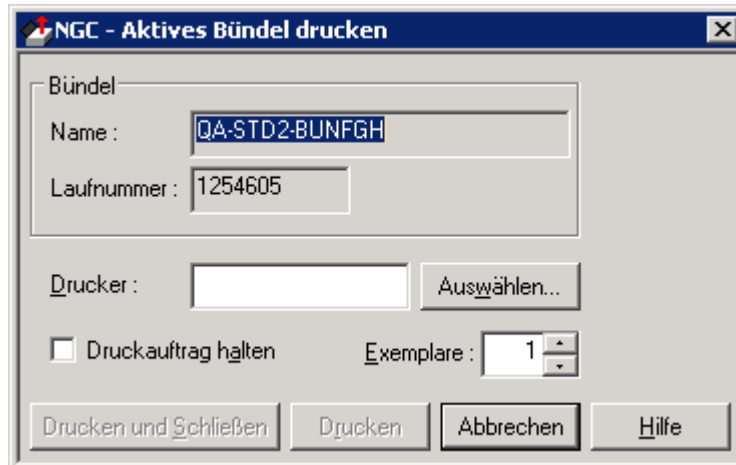 NGC - Aktives Bündel drucken
Bündel
Name : QA-STD2-BUNFGH
Laufnummer : 1254605
Drucker : Auswählen...
Druckauftrag halten Exemplare : 1
Drucken und Schließen Drucken Abbrechen Hilfe